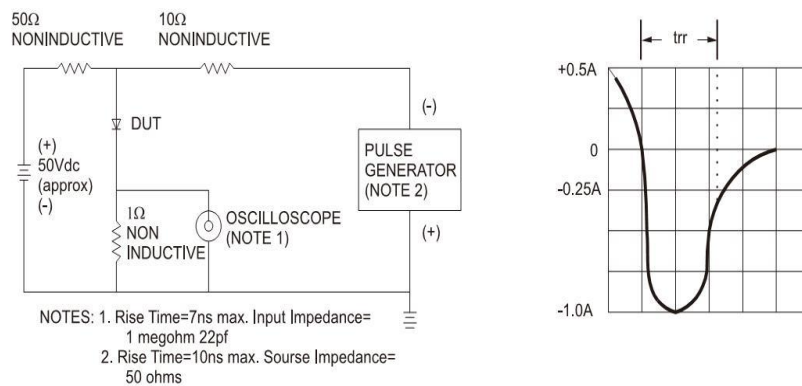 50Ω
NONINDUCTIVE
10Ω
NONINDUCTIVE
DUT
(+)
50Vdc
(approx)
(-)
1Ω
NON
INDUCTIVE
OSCILLOSCOPE
(NOTE 1)
(-)
PULSE
GENERATOR
(NOTE 2)
(+)
NOTES: 1. Rise Time=7ns max. Input Impedance=
1 megohm 22pf
2. Rise Time=10ns max. Sourse Impedance=
50 ohms
trr
+0.5A
0
-0.25A
-1.0A